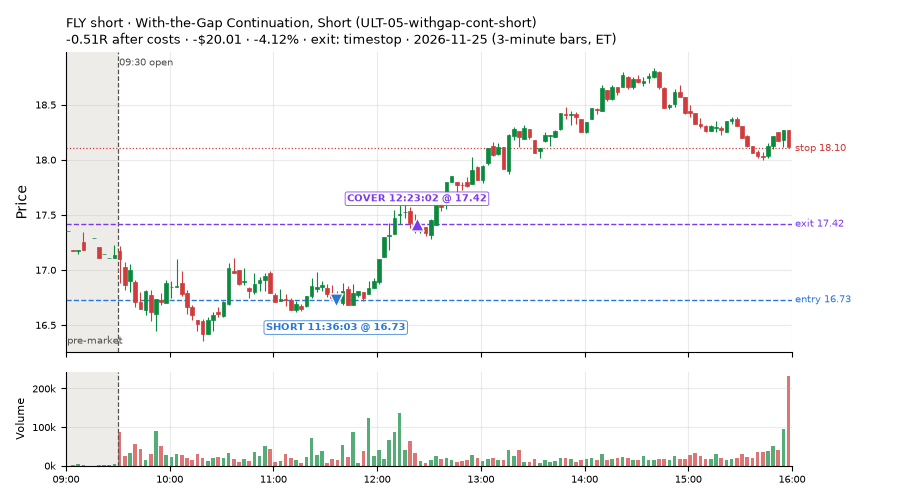 FLY short · With-the-Gap Continuation, Short (ULT-05-withgap-cont-short)
-0.51R after costs · -$20.01 · -4.12% · exit: timestop · 2026-11-25 (3-minute bars, ET)
09:30 open
18.5
18.0
17.5
17.0
16.5
Price
stop 18.10
COVER 12:23:02 @ 17.42
exit 17.42
entry 16.73
SHORT 11:36:03 @ 16.73
pre-market
200k
100k
0k
Volume
09:00
10:00
11:00
12:00
13:00
14:00
15:00
16:00